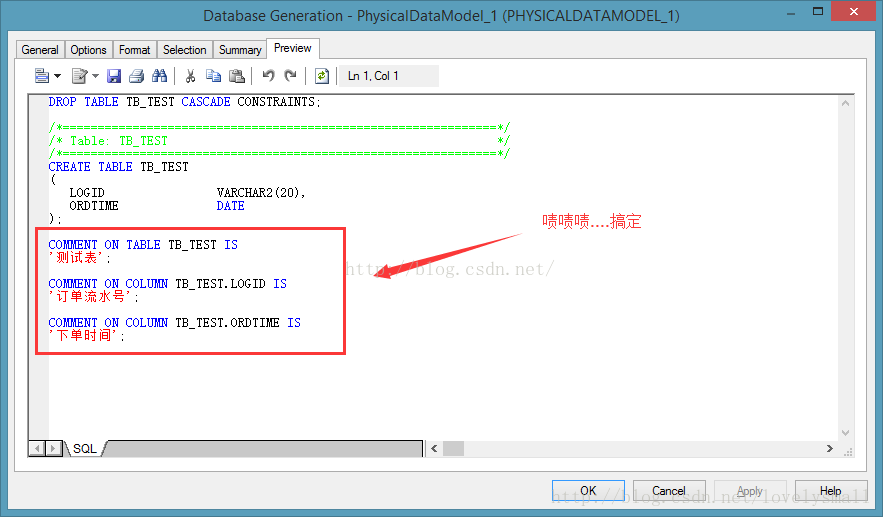 Database Generation - PhysicalDataModel_1 (PHYSICALDATAMODEL_1)
General Options Format Selection Summary Preview
Ln 1, Col 1
DROP TABLE TB_TEST CASCADE CONSTRAINTS;
/*==============================================================*/
/* Table: TB_TEST */
/*==============================================================*/
CREATE TABLE TB_TEST
(
LOGID VARCHAR2(20),
ORDTIME DATE
);
啧啧啧....搞定
COMMENT ON TABLE TB_TEST IS
'测试表';
http://blog.csdn.net/
COMMENT ON COLUMN TB_TEST.LOGID IS
'订单流水号';
COMMENT ON COLUMN TB_TEST.ORDTIME IS
'下单时间';
SQL
OK Cancel Apply Help
http://blog.csdn.net/lovelysmall